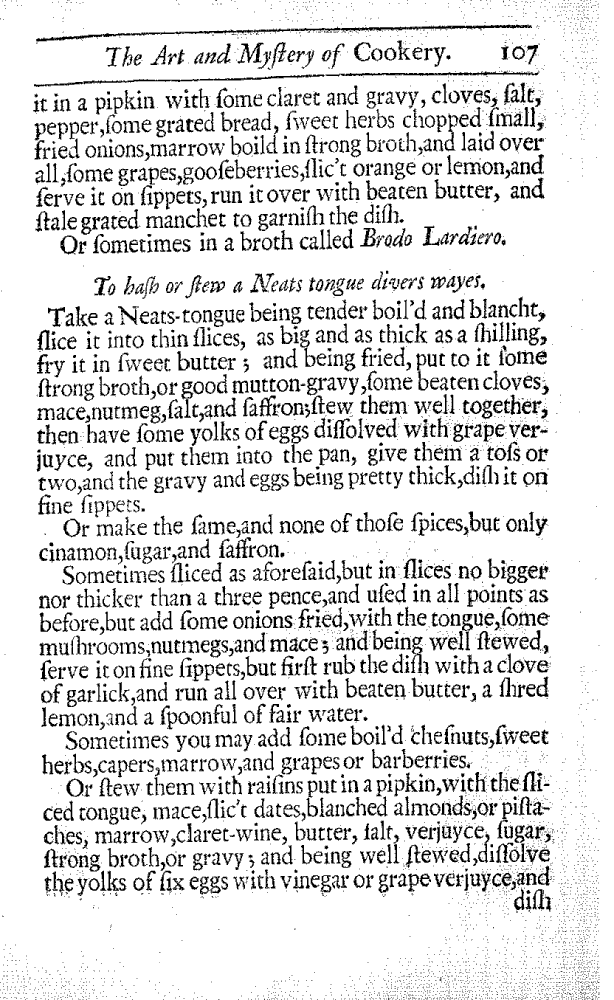 The Art and Myſtery of Cookery. 107
it in a pipkin with ſome claret and gravy, cloves, ſalt,
pepper,ſome grated bread, ſweet herbs chopped ſmall,
fried onions,marrow boild in ſtrong broth,and laid over
all,ſome grapes,gooſeberries,ſlic't orange or lemon,and
ſerve it on ſippets, run it over with beaten butter, and
ſtale grated manchet to garniſh the diſh.
Or ſometimes in a broth called Brodo Lardiero.
To haſh or ſtew a Neats tongue divers wayes.
Take a Neats-tongue being tender boil'd and blancht,
ſlice it into thin ſlices, as big and as thick as a ſhilling,
fry it in ſweet butter ; and being fried, put to it ſome
ſtrong broth,or good mutton-gravy,ſome beaten cloves,
mace,nutmeg,ſalt,and ſaffron;ſtew them well together,
then have ſome yolks of eggs diſſolved with grape ver-
juyce, and put them into the pan, give them a toſs or
two,and the gravy and eggs being pretty thick,diſh it on
fine ſippets.
Or make the ſame,and none of thoſe ſpices,but only
cinamon,ſugar,and ſaffron.
Sometimes ſliced as aforeſaid,but in ſlices no bigger
nor thicker than a three pence,and uſed in all points as
before,but add ſome onions fried,with the tongue,ſome
muſhrooms,nutmegs,and mace ; and being well ſtewed,
ſerve it on fine ſippets,but firſt rub the diſh with a clove
of garlick,and run all over with beaten butter, a ſhred
lemon,and a ſpoonful of fair water.
Sometimes you may add ſome boil'd cheſnuts,ſweet
herbs,capers,marrow,and grapes or barberries.
Or ſtew them with raiſins put in a pipkin,with the ſli-
ced tongue, mace,ſlic't dates,blanched almonds,or piſta-
ches, marrow,claret-wine, butter, ſalt, verjuyce, ſugar,
ſtrong broth,or gravy ; and being well ſtewed,diſſolve
the yolks of ſix eggs with vinegar or grape verjuyce,and
diſh